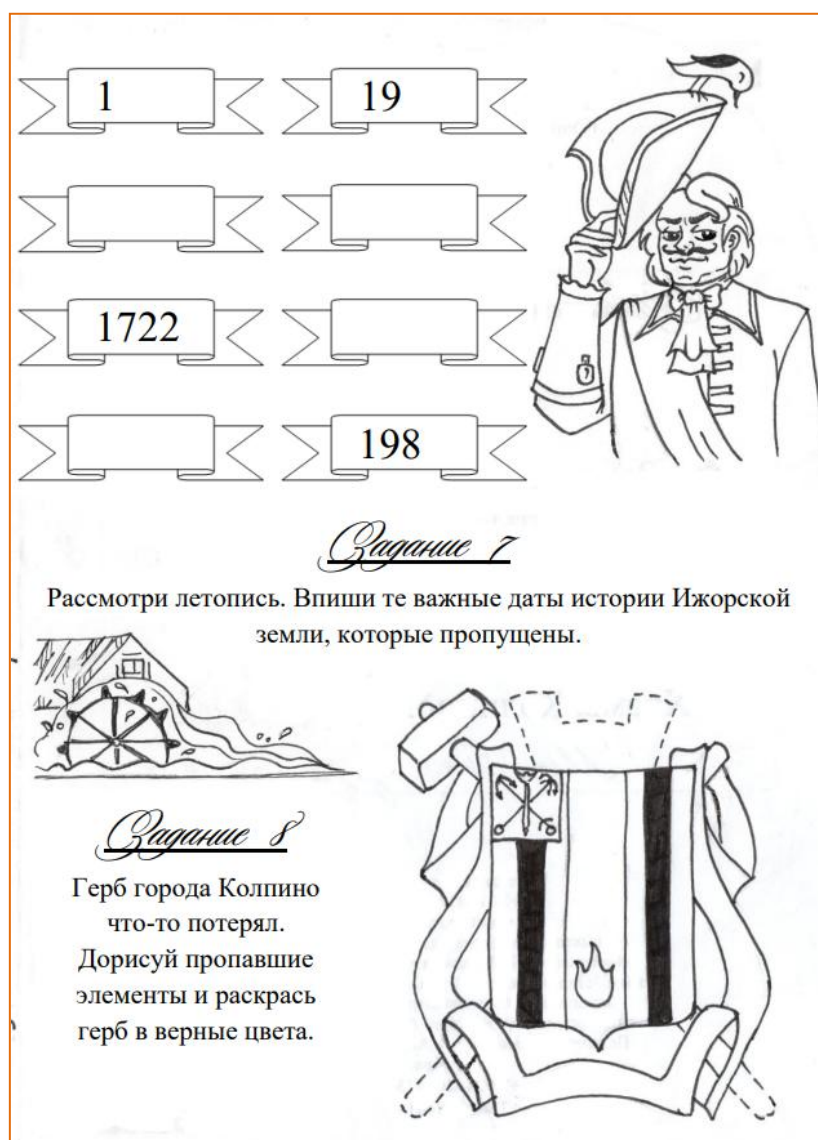 1
19
1722
198
Задание 7
Рассмотри летопись. Впиши те важные даты истории Ижорской
земли, которые пропущены.
Задание 8
Герб города Колпино
что-то потерял.
Дорисуй пропавшие
элементы и раскрась
герб в верные цвета.